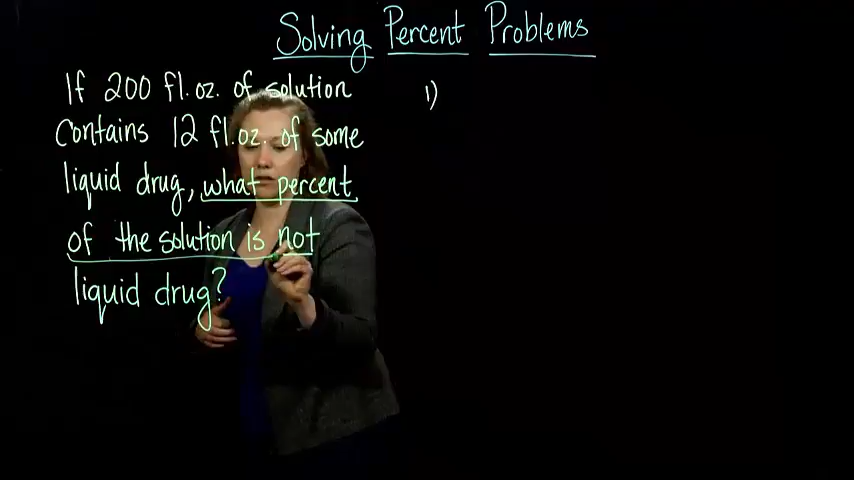 Solving Percent Problems
If 200 fl.oz. of solution
Contains 12 fl.oz. of some
liquid drug, what percent
of the solution is not
liquid drug?
1)